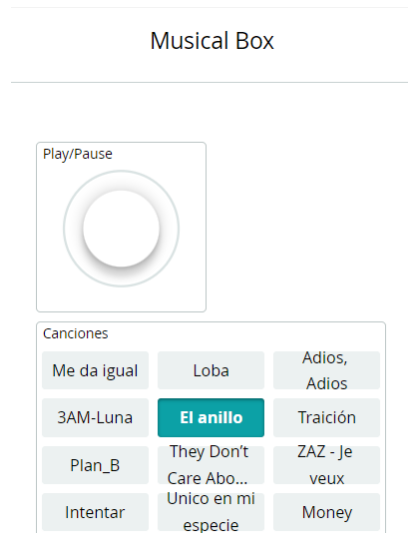 Musical Box
Play/Pause
Canciones
Me da igual
Loba
Adios,
Adios
3AM-Luna
El anillo
Traición
Plan_B
They Don't
Care Abo...
ZAZ - Je
veux
Intentar
Unico en mi
especie
Money